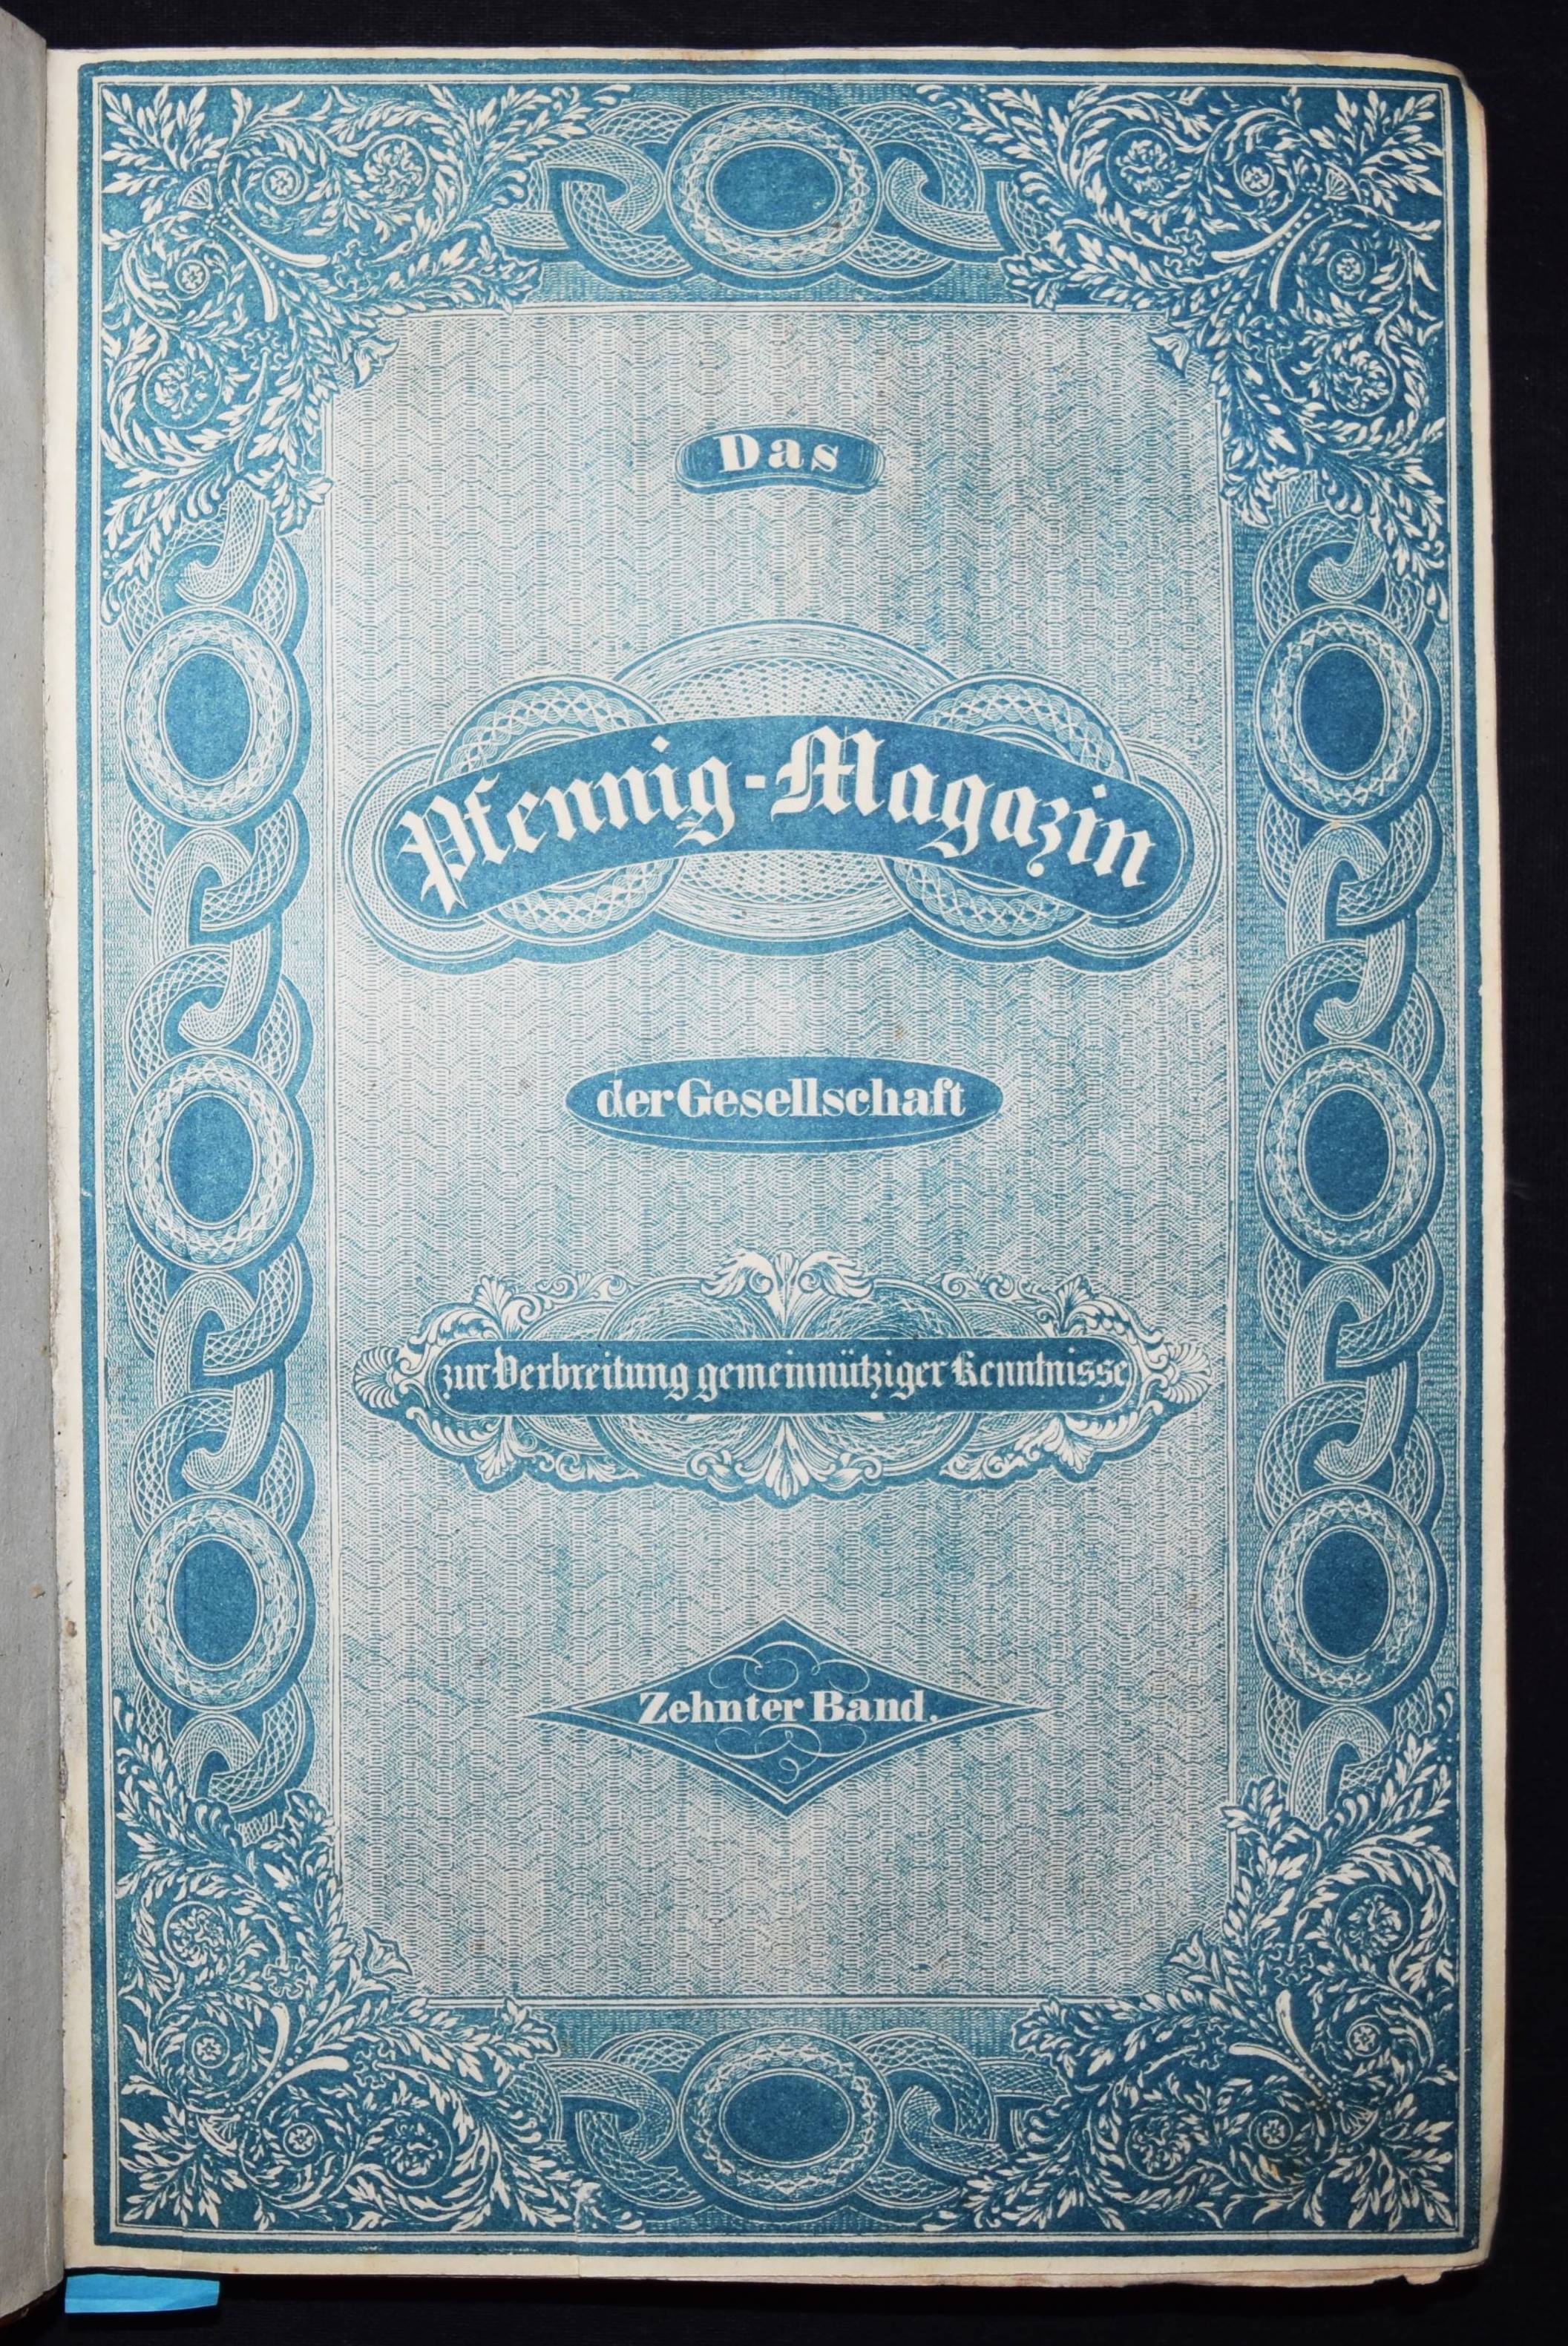 Das
Pfennig-Magazin
der Gesellschaft
zur Verbreitung gemeinnütziger Kenntnisse
Zehnter Band.